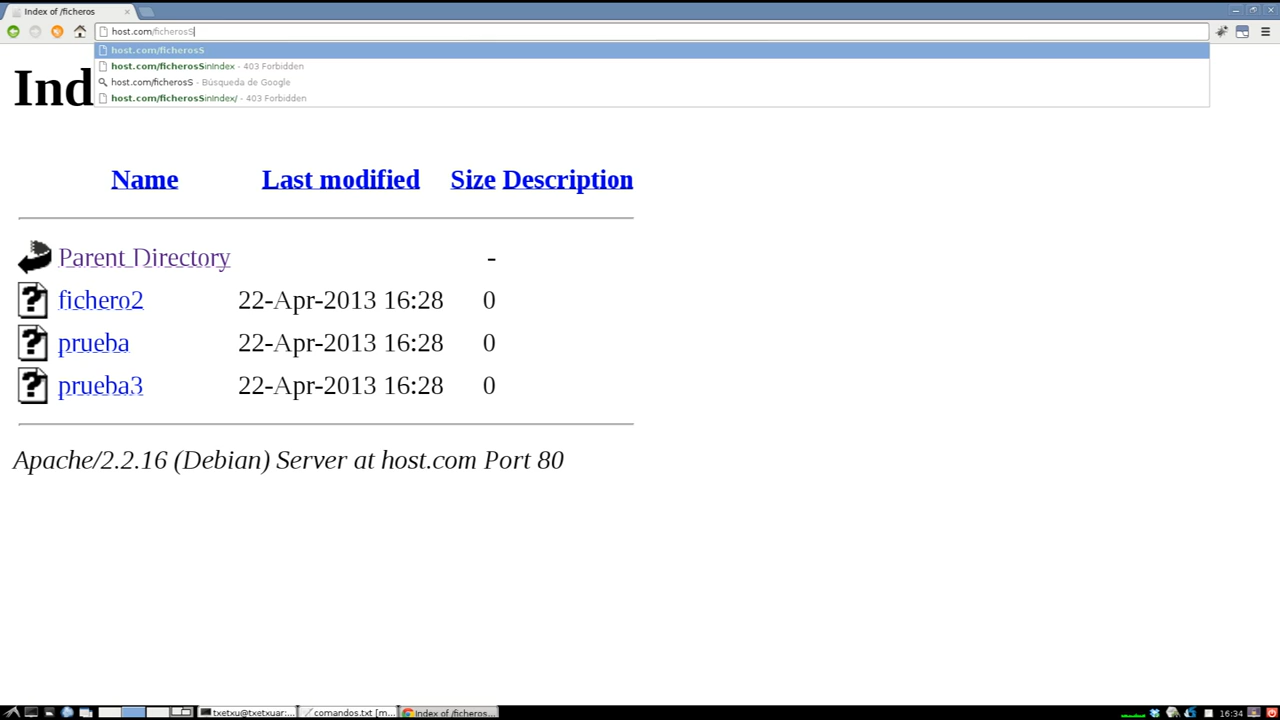 Index of /ficheros
host.com/ficherosS
host.com/ficherosS
host.com/ficherosSinIndex - 403 Forbidden
host.com/ficherosS - Búsqueda de Google
host.com/ficherosSinIndex/ - 403 Forbidden
Ind
Name Last modified Size Description
Parent Directory -
fichero2 22-Apr-2013 16:28 0
prueba 22-Apr-2013 16:28 0
prueba3 22-Apr-2013 16:28 0
Apache/2.2.16 (Debian) Server at host.com Port 80
txetxu@txetxuar:... comandos.txt [m... Index of /ficheros... 16:34